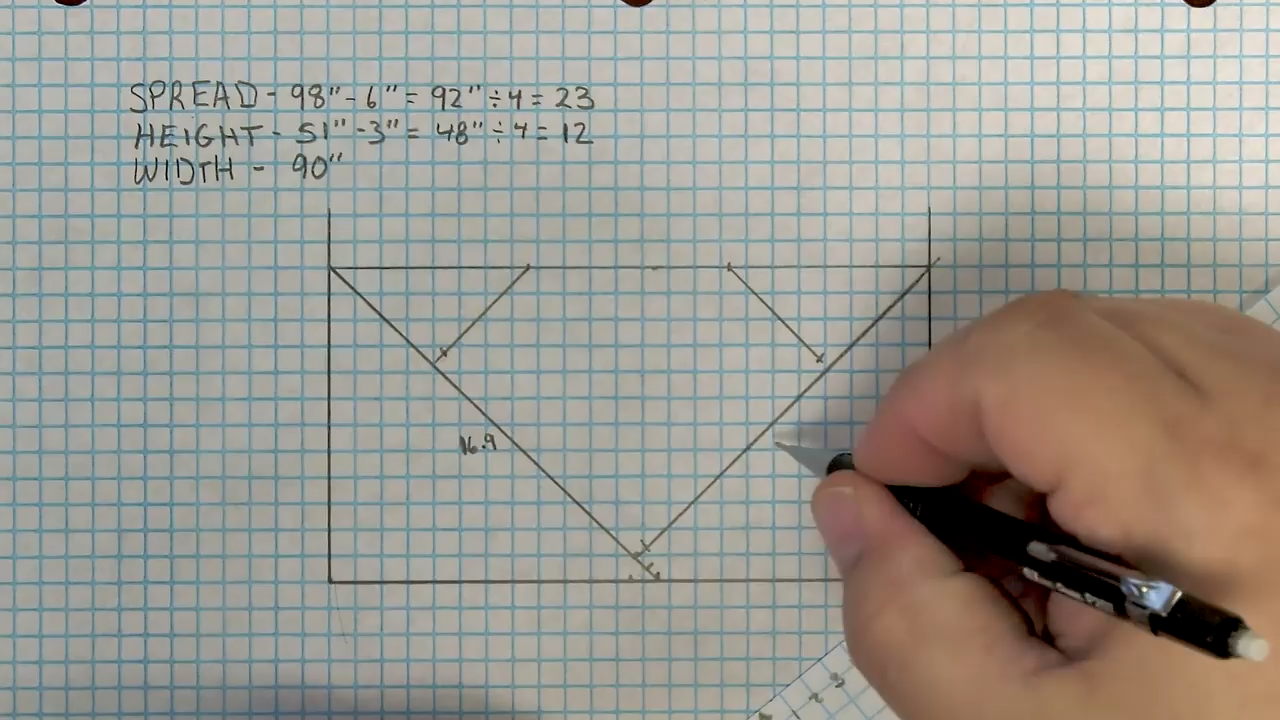 SPREAD - 98" - 6" = 92" ÷ 4 = 23
HEIGHT - 51" - 3" = 48" ÷ 4 = 12
WIDTH - 90"
16.9